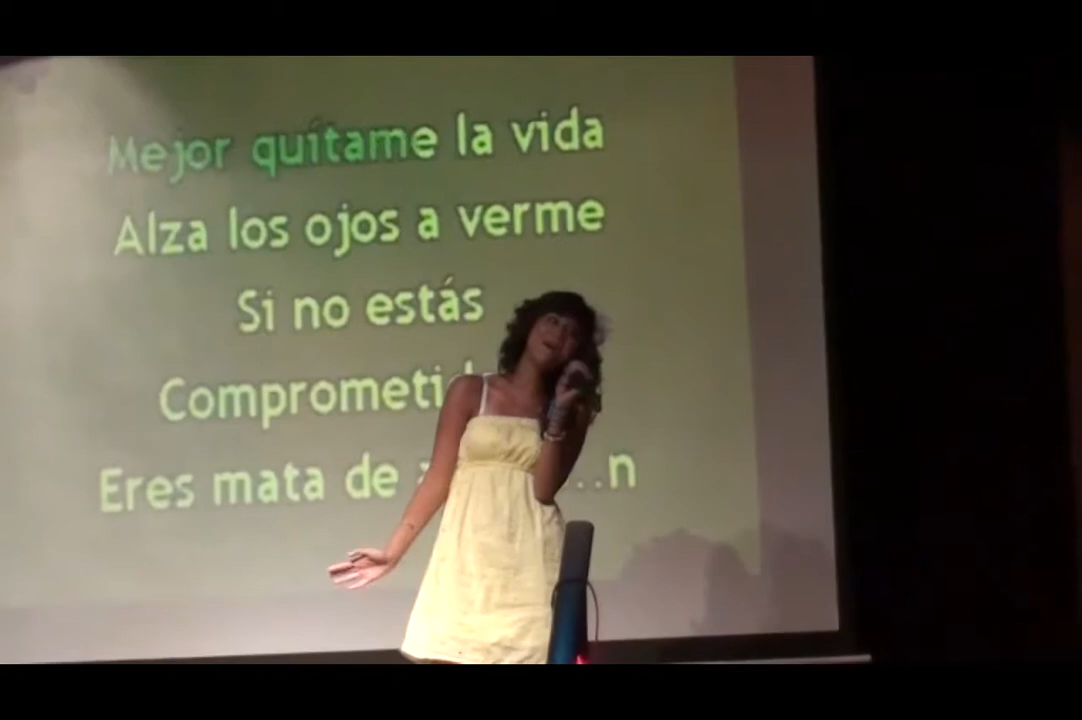 Mejor quítame la vida
Alza los ojos a verme
Si no estás
Comprometi
Eres mata de